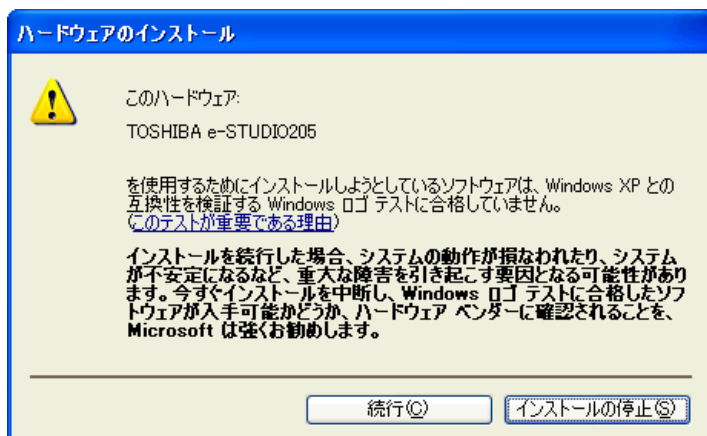 ハードウェアのインストール
このハードウェア:
TOSHIBA e-STUDIO205
を使用するためにインストールしようとしているソフトウェアは、Windows XP との
互換性を検証する Windows ロゴ テストに合格していません。
(このテストが重要である理由)
インストールを続行した場合、システムの動作が損なわれたり、システム
が不安定になるなど、重大な障害を引き起こす要因となる可能性があり
ます。今すぐインストールを中断し、Windows ロゴ テストに合格したソフ
トウェアが入手可能かどうか、ハードウェア ベンダーに確認されることを、
Microsoft は強くお勧めします。
続行(C) インストールの停止(S)